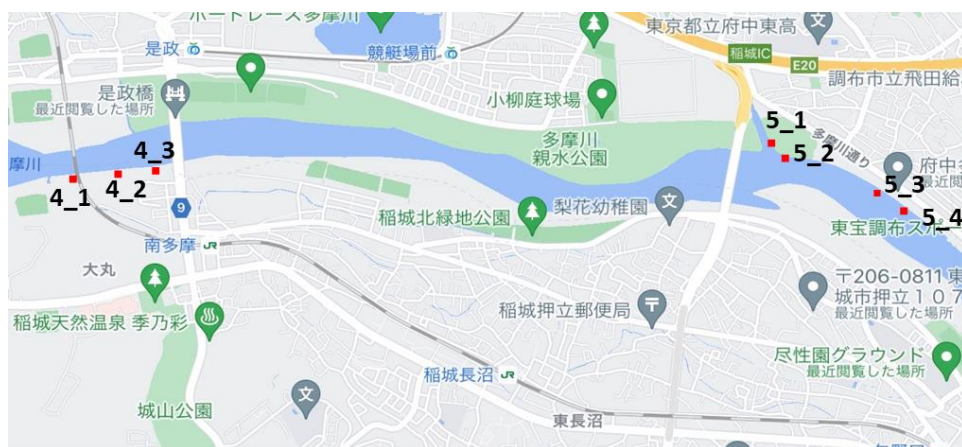 ボートレース多摩川
是政
競艇場前
東京都立府中東高
稲城IC
E20
調布市立飛田給
是政橋
最近閲覧した場所
小柳庭球場
多摩川
親水公園
5_1
多摩川通り
5_2
府中
最近閲覧
4_3
摩川
4_1
4_2
5_3
5_4
9
稲城北緑地公園
梨花幼稚園
東宝調布スポ
南多摩
JR
大丸
〒206-0811 東
城市押立107
最近閲覧した場所
稲城天然温泉 季乃彩
稲城押立郵便局
尽性園グラウンド
最近閲覧した場所
稲城長沼
JR
城山公園
東長沼